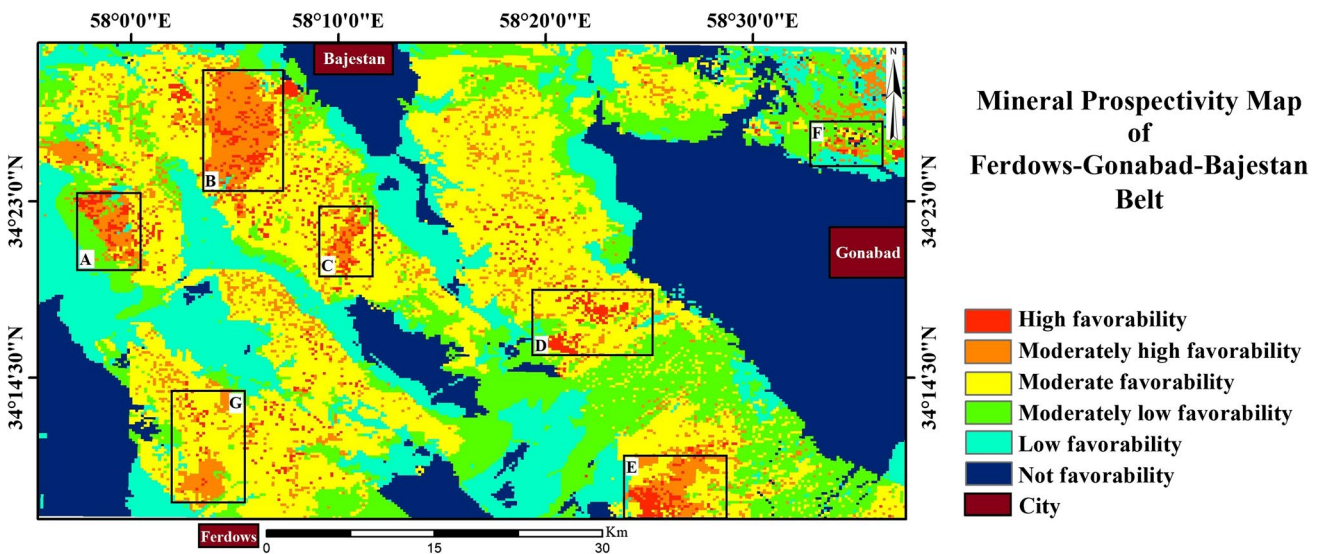 58°0'0"E
58°10'0"E
58°20'0"E
58°30'0"E
Bajestan
N
F
B
34°23'0"N
34°23'0"N
A
C
Gonabad
D
34°14'30"N
34°14'30"N
G
E
Ferdows
0
15
30
Km
Mineral Prospectivity Map
of
Ferdows-Gonabad-Bajestan
Belt
High favorability
Moderately high favorability
Moderate favorability
Moderately low favorability
Low favorability
Not favorability
City